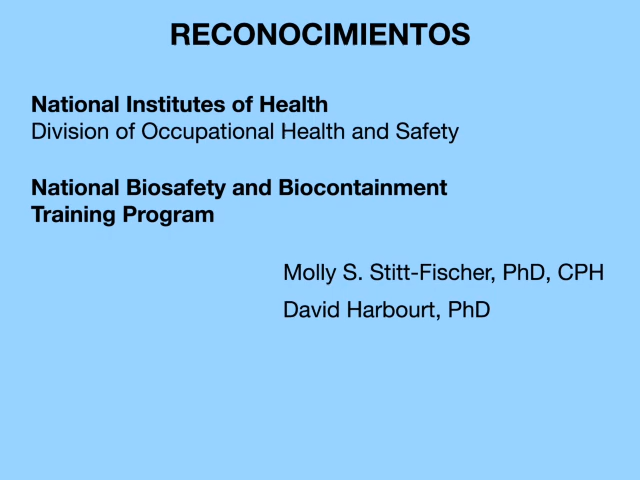 RECONOCIMIENTOS
National Institutes of Health
Division of Occupational Health and Safety
National Biosafety and Biocontainment
Training Program
Molly S. Stitt-Fischer, PhD, CPH
David Harbourt, PhD